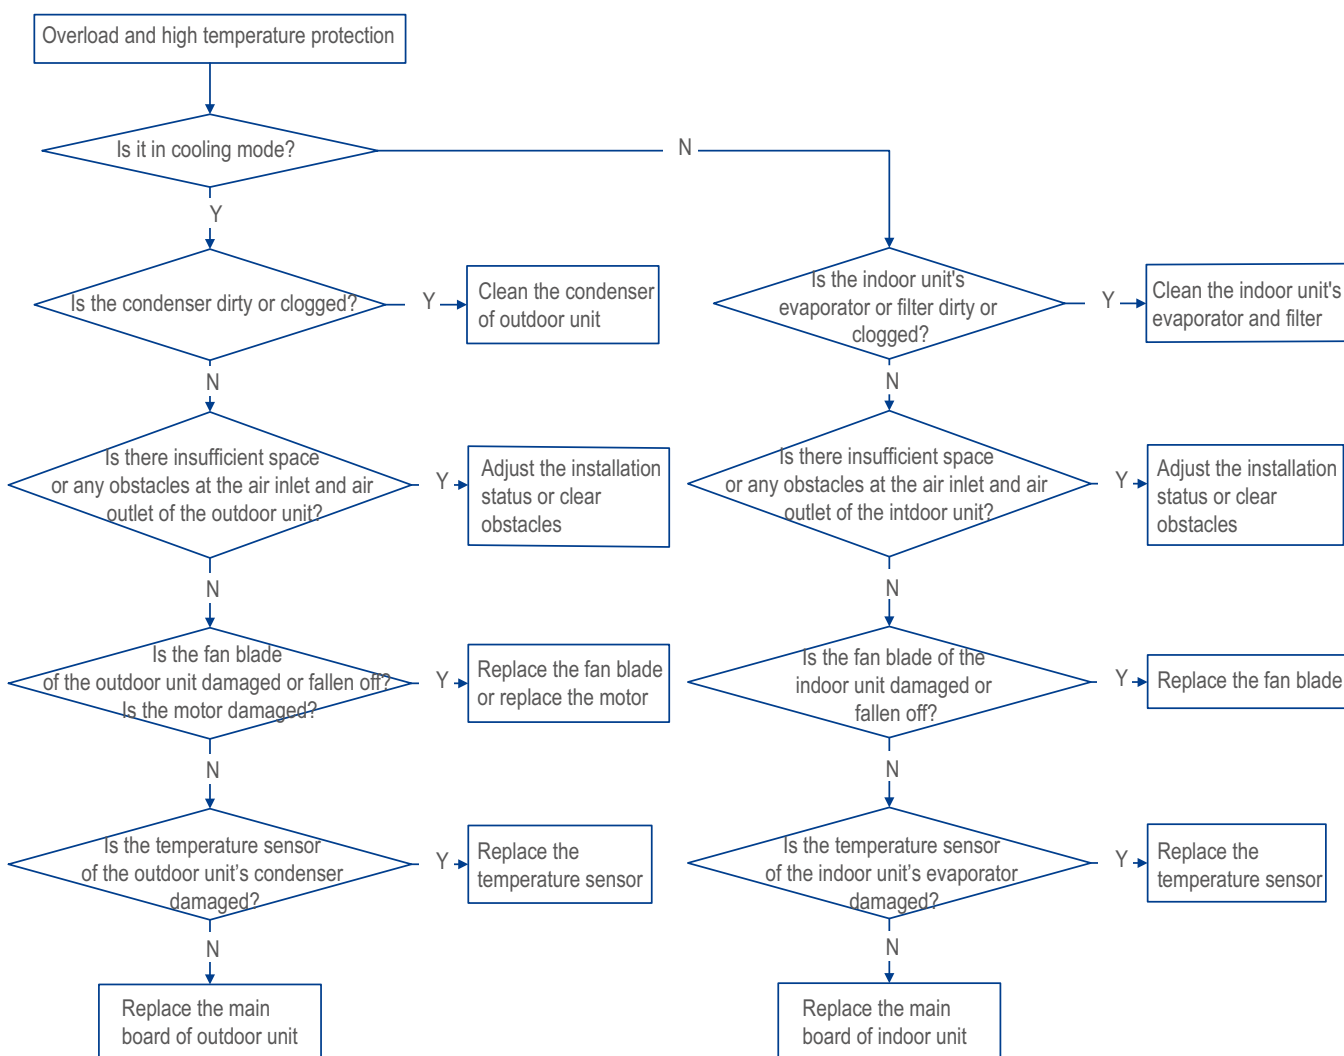 Overload and high temperature protection
Is it in cooling mode?
N
Y
Is the condenser dirty or clogged?
Y
Clean the condenser
of outdoor unit
Is the indoor unit's
evaporator or filter dirty or
clogged?
Y
Clean the indoor unit's
evaporator and filter
N
N
Is there insufficient space
or any obstacles at the air inlet and air
outlet of the outdoor unit?
Y
Adjust the installation
status or clear
obstacles
Is there insufficient space
or any obstacles at the air inlet and air
outlet of the intdoor unit?
Y
Adjust the installation
status or clear
obstacles
N
N
Is the fan blade
of the outdoor unit damaged or fallen off?
Is the motor damaged?
Y
Replace the fan blade
or replace the motor
Is the fan blade of the
indoor unit damaged or
fallen off?
Y
Replace the fan blade
N
N
Is the temperature sensor
of the outdoor unit’s condenser
damaged?
Y
Replace the
temperature sensor
Is the temperature sensor
of the indoor unit’s evaporator
damaged?
Y
Replace the
temperature sensor
N
N
Replace the main
board of outdoor unit
Replace the main
board of indoor unit